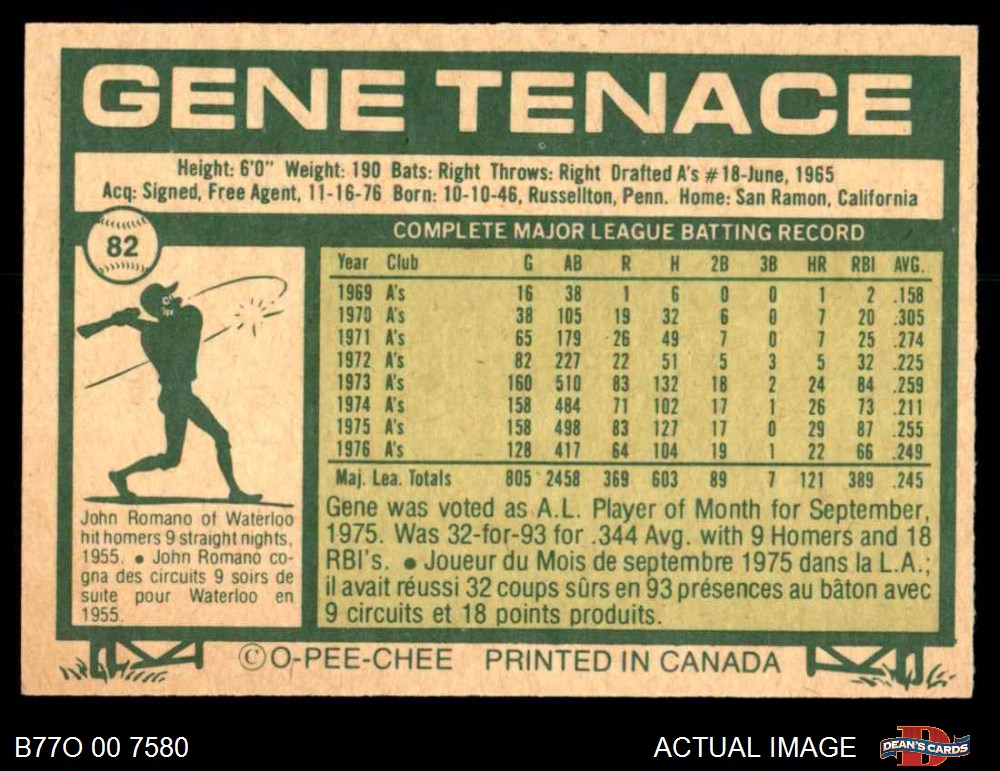 GENE TENACE
Height: 6'0" Weight: 190 Bats: Right Throws: Right Drafted A's #18-June, 1965
Acq: Signed, Free Agent, 11-16-76 Born: 10-10-46, Russellton, Penn. Home: San Ramon, California
82
COMPLETE MAJOR LEAGUE BATTING RECORD
Year Club G AB R H 2B 3B HR RBI AVG.
1969 A's 16 38 1 6 0 0 1 2 .158
1970 A's 38 105 19 32 6 0 7 20 .305
1971 A's 65 179 26 49 7 0 7 25 .274
1972 A's 82 227 22 51 5 3 5 32 .225
1973 A's 160 510 83 132 18 2 24 84 .259
1974 A's 158 484 71 102 17 1 26 73 .211
1975 A's 158 498 83 127 17 0 29 87 .255
1976 A's 128 417 64 104 19 1 22 66 .249
Maj. Lea. Totals 805 2458 369 603 89 7 121 389 .245
Gene was voted as A.L. Player of Month for September,
1975. Was 32-for-93 for .344 Avg. with 9 Homers and 18
RBI's. ● Joueur du Mois de septembre 1975 dans la L.A.;
il avait réussi 32 coups sûrs en 93 présences au bâton avec
9 circuits et 18 points produits.
John Romano of Waterloo
hit homers 9 straight nights,
1955. ● John Romano co-
gna des circuits 9 soirs de
suite pour Waterloo en
1955.
©O-PEE-CHEE PRINTED IN CANADA
B77O 00 7580
ACTUAL IMAGE
D
DEAN'S CARDS